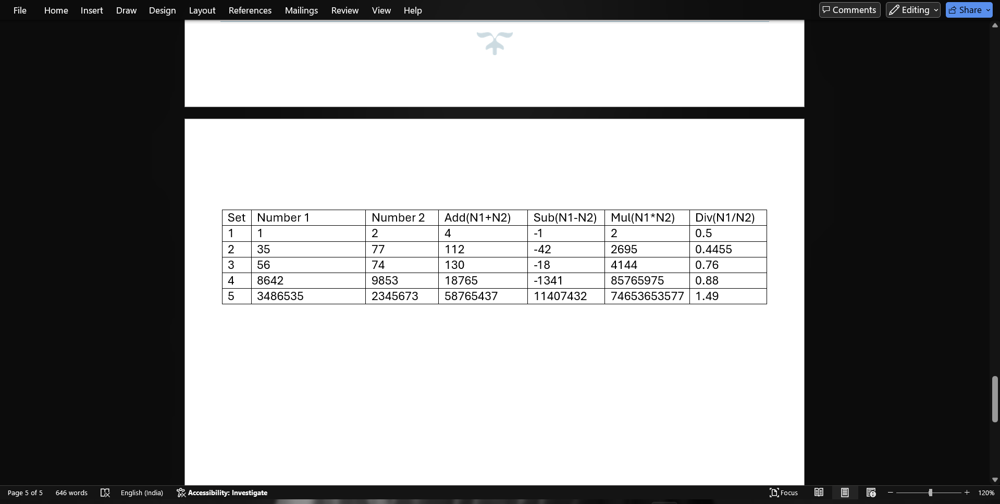 File Home Insert Draw Design Layout References Mailings Review View Help Comments Editing Share
Set Number 1 Number 2 Add(N1+N2) Sub(N1-N2) Mul(N1*N2) Div(N1/N2)
1 1 2 4 -1 2 0.5
2 35 77 112 -42 2695 0.4455
3 56 74 130 -18 4144 0.76
4 8642 9853 18765 -1341 85765975 0.88
5 3486535 2345673 58765437 11407432 74653653577 1.49
Page 5 of 5 646 words English (India) Accessibility: Investigate Focus 120%